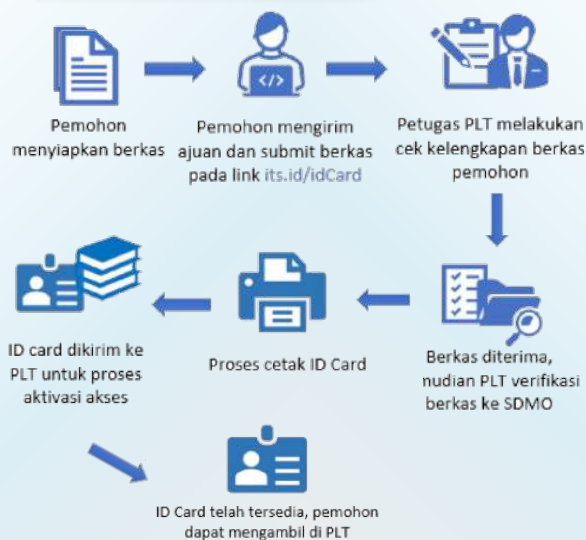 Pemohon
menyiapkan berkas
Pemohon mengirim
ajuan dan submit berkas
pada link its.id/idCard
Petugas PLT melakukan
cek kelengkapan berkas
pemohon
Berkas diterima,
nudian PLT verifikasi
berkas ke SDMO
Proses cetak ID Card
ID card dikirim ke
PLT untuk proses
aktivasi akses
ID Card telah tersedia, pemohon
dapat mengambil di PLT